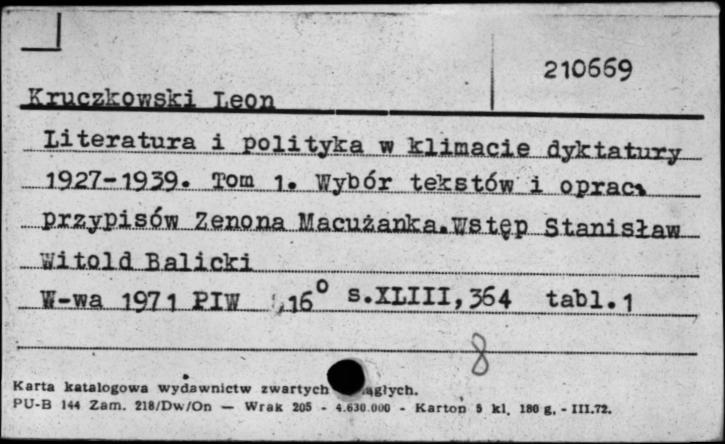 210669
Kruczkowski Leon
Literatura i polityka w klimacie dyktatury
1927-1939. Tom 1. Wybór tekstów i oprac.
przypisów Zenona Macużanka.Wstęp Stanisław
Witold Balicki
W-wa 1971 PIW ,16° s.XLIII,364 tabl.1
8
Karta katalogowa wydawnictw zwartych
PU-B 144 Zam. 218/Dw/On — Wrak 205 - 4.630.000 - Karton 5 kl. 180 g. - III.72.